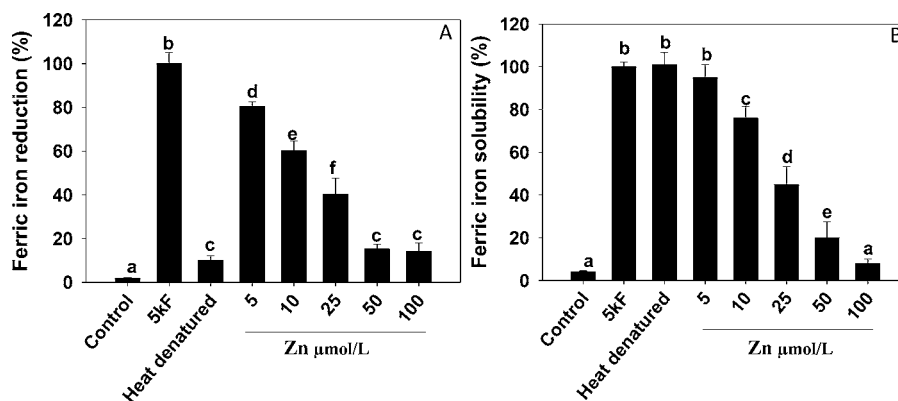 A
Ferric iron reduction (%)
120
100
80
60
40
20
0
a
b
c
d
e
f
c
c
Control
5kF
Heat denatured
5
10
25
50
100
Zn µmol/L
B
Ferric iron solubility (%)
120
100
80
60
40
20
0
a
b
b
b
c
d
e
a
Control
5kF
Heat denatured
5
10
25
50
100
Zn µmol/L